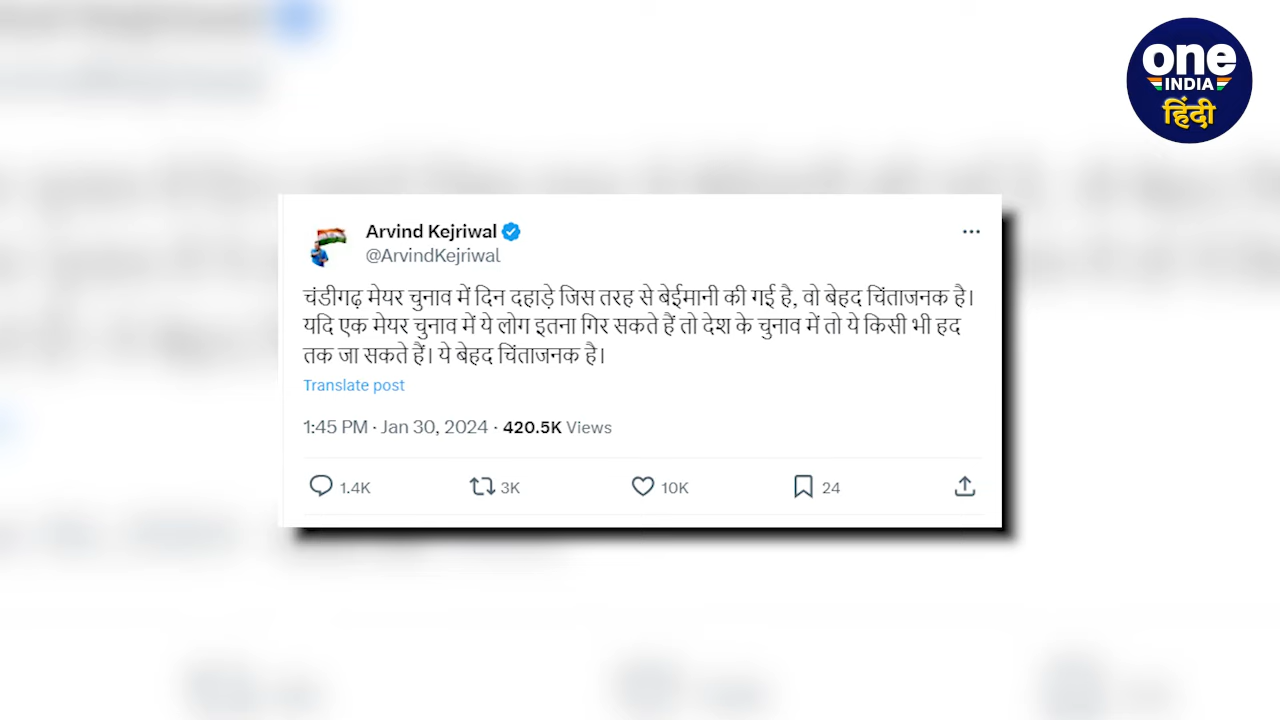 one
INDIA
हिंदी
Arvind Kejriwal
@ArvindKejriwal
चंडीगढ़ मेयर चुनाव में दिन दहाड़े जिस तरह से बेईमानी की गई है, वो बेहद चिंताजनक है।
यदि एक मेयर चुनाव में ये लोग इतना गिर सकते हैं तो देश के चुनाव में तो ये किसी भी हद
तक जा सकते हैं। ये बेहद चिंताजनक है।
Translate post
1:45 PM · Jan 30, 2024 · 420.5K Views
1.4K 3K 10K 24